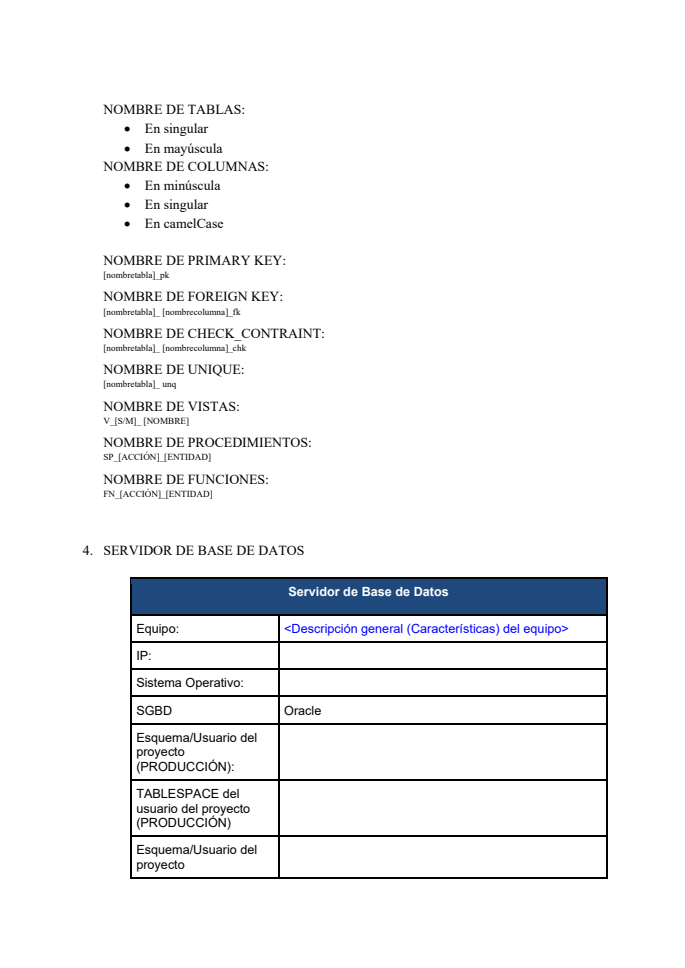 NOMBRE DE TABLAS:
• En singular
• En mayúscula
NOMBRE DE COLUMNAS:
• En minúscula
• En singular
• En camelCase
NOMBRE DE PRIMARY KEY:
[nombretabla]_pk
NOMBRE DE FOREIGN KEY:
[nombretabla]_ [nombrecolumna]_fk
NOMBRE DE CHECK_CONTRAINT:
[nombretabla]_ [nombrecolumna]_chk
NOMBRE DE UNIQUE:
[nombretabla]_ unq
NOMBRE DE VISTAS:
V_[S/M]_ [NOMBRE]
NOMBRE DE PROCEDIMIENTOS:
SP_[ACCIÓN]_[ENTIDAD]
NOMBRE DE FUNCIONES:
FN_[ACCIÓN]_[ENTIDAD]
4. SERVIDOR DE BASE DE DATOS
Servidor de Base de Datos
Equipo: <Descripción general (Características) del equipo>
IP:
Sistema Operativo:
SGBD Oracle
Esquema/Usuario del
proyecto
(PRODUCCIÓN):
TABLESPACE del
usuario del proyecto
(PRODUCCIÓN)
Esquema/Usuario del
proyecto